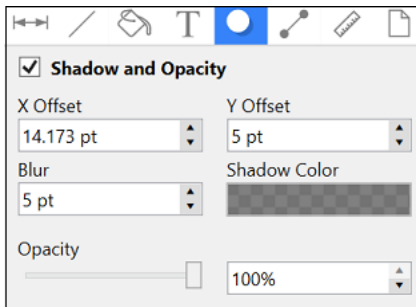 T
Shadow and Opacity
X Offset Y Offset
14.173 pt 5 pt
Blur Shadow Color
5 pt
Opacity
100%